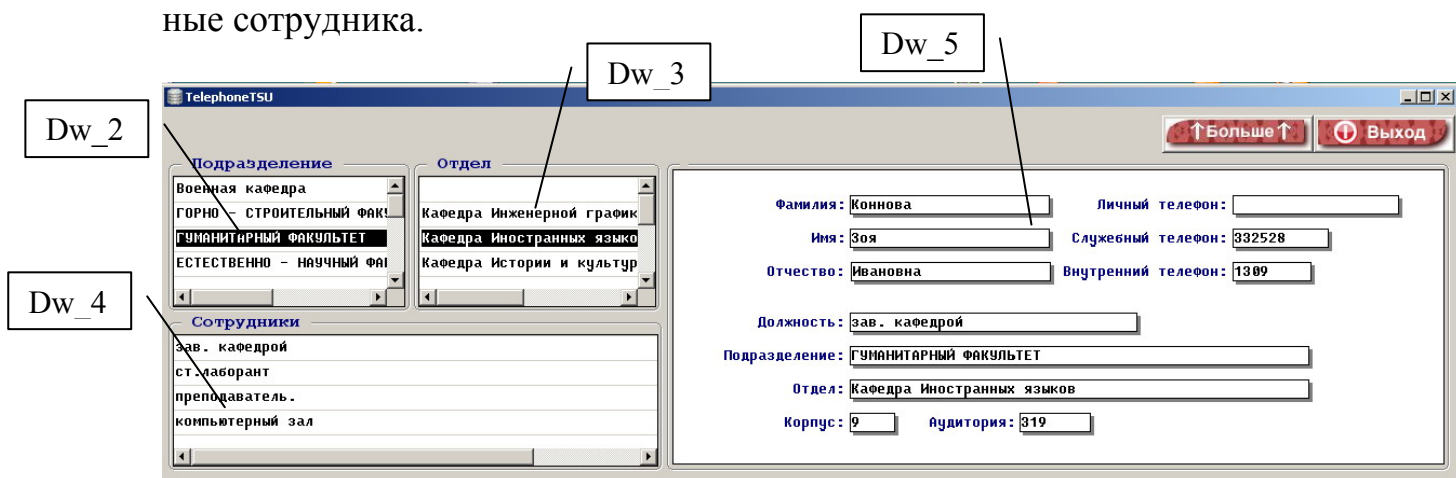 ные сотрудника.
Dw_5
Dw_3
Dw_2
Dw_4
TelephoneTSU
↑Больше↑
Выход
Подразделение
Военная кафедра
ГОРНО - СТРОИТЕЛЬНЫЙ ФАКУ
ГУМАНИТАРНЫЙ ФАКУЛЬТЕТ
ЕСТЕСТВЕННО - НАУЧНЫЙ ФАК
Отдел
Кафедра Инженерной график
Кафедра Иностранных языко
Кафедра Истории и культур
Сотрудники
зав. кафедрой
ст.лаборант
преподаватель.
компьютерный зал
Фамилия: Коннова
Личный телефон:
Имя: Зоя
Служебный телефон: 332528
Отчество: Ивановна
Внутренний телефон: 1309
Должность: зав. кафедрой
Подразделение: ГУМАНИТАРНЫЙ ФАКУЛЬТЕТ
Отдел: Кафедра Иностранных языков
Корпус: 9 Аудитория: 319